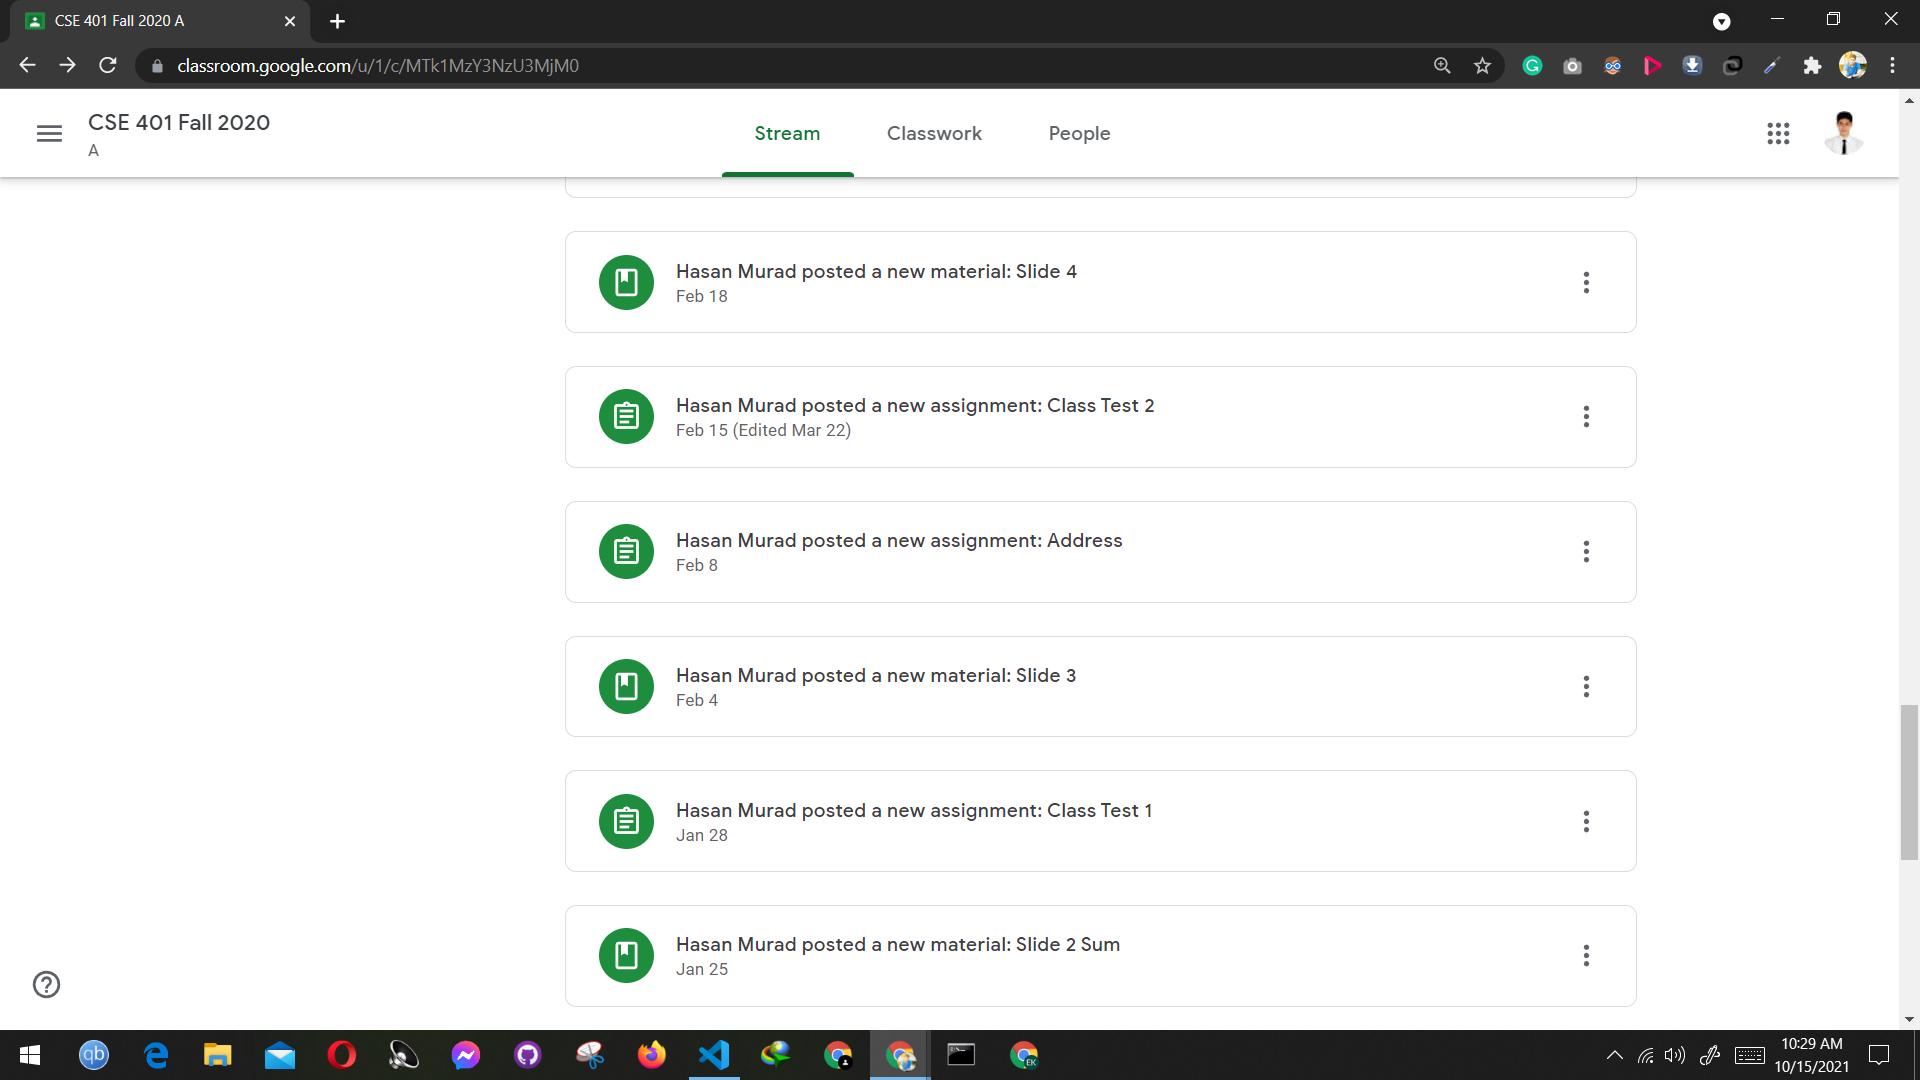 CSE 401 Fall 2020 A
classroom.google.com/u/1/c/MTk1MzY3NzU3MjM0
CSE 401 Fall 2020
A
Stream
Classwork
People
Hasan Murad posted a new material: Slide 4
Feb 18
Hasan Murad posted a new assignment: Class Test 2
Feb 15 (Edited Mar 22)
Hasan Murad posted a new assignment: Address
Feb 8
Hasan Murad posted a new material: Slide 3
Feb 4
Hasan Murad posted a new assignment: Class Test 1
Jan 28
Hasan Murad posted a new material: Slide 2 Sum
Jan 25
qb
EK
10:29 AM
10/15/2021